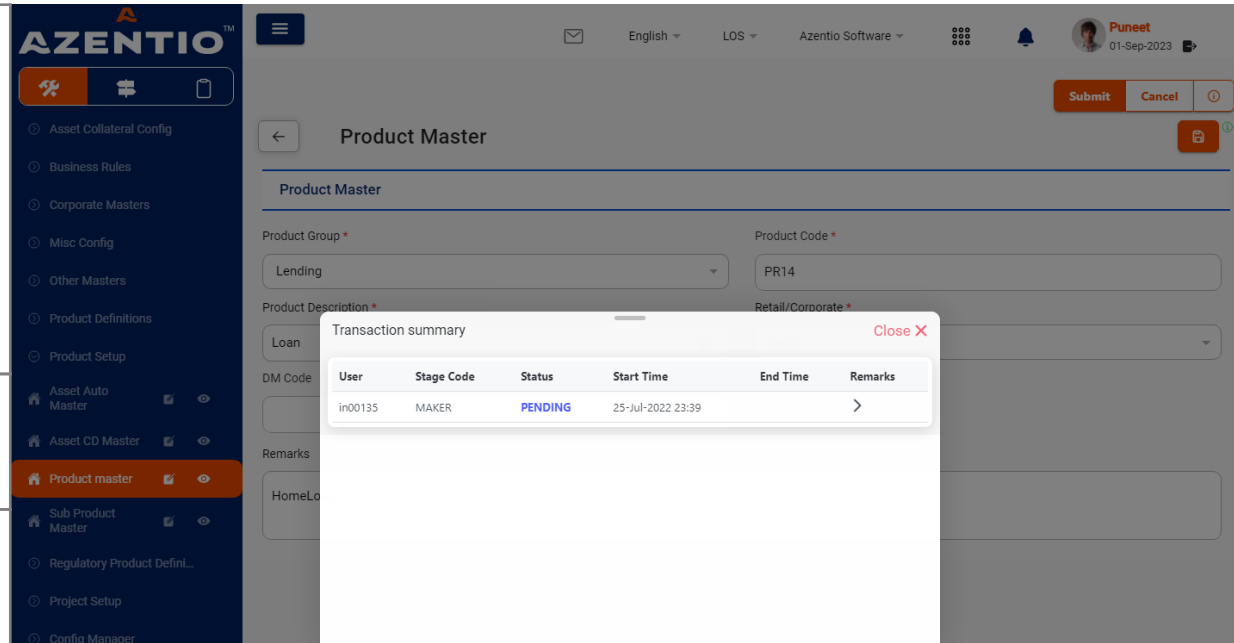 AZENTIO™
English
LOS
Azentio Software
Puneet
01-Sep-2023
Submit
Cancel
Asset Collateral Config
Business Rules
Corporate Masters
Misc Config
Other Masters
Product Definitions
Product Setup
Asset Auto
Master
Asset CD Master
Product master
Sub Product
Master
Regulatory Product Defini...
Project Setup
Config Manager
Product Master
Product Master
Product Group *
Product Code *
Lending
PR14
Product Description *
Retail/Corporate *
Loan
DM Code
Remarks
HomeLo
Transaction summary
Close ×
User Stage Code Status Start Time End Time Remarks
in00135 MAKER PENDING 25-Jul-2022 23:39